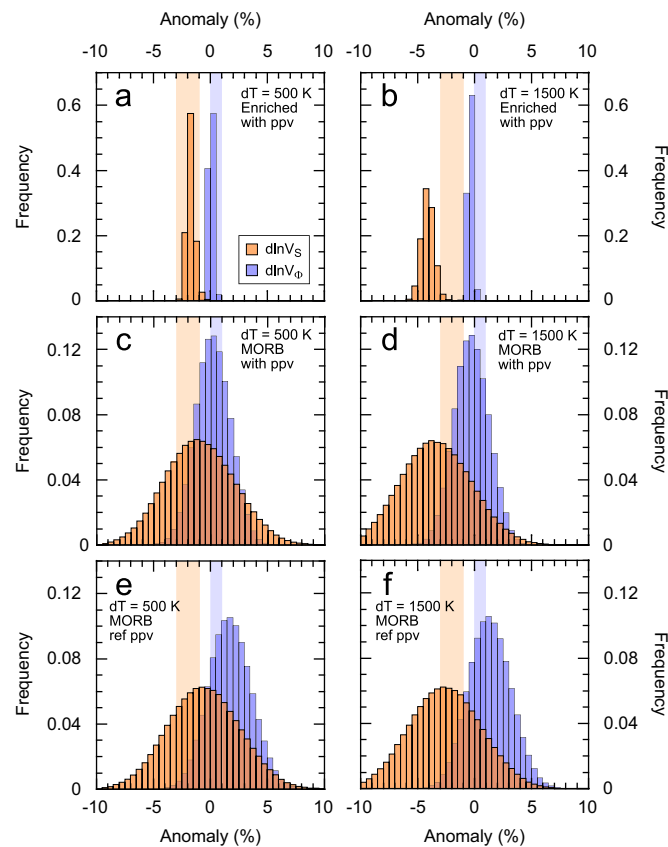 Anomaly (%) Anomaly (%)
-10 -5 0 5 10 -10 -5 0 5 10
a
dT = 500 K
Enriched
with ppv
b
dT = 1500 K
Enriched
with ppv
0.6
0.4
0.2
0
Frequency
dlnV_S
dlnV_Φ
0.6
0.4
0.2
0
Frequency
c
dT = 500 K
MORB
with ppv
d
dT = 1500 K
MORB
with ppv
0.12
0.08
0.04
0
Frequency
0.12
0.08
0.04
0
Frequency
e
dT = 500 K
MORB
ref ppv
f
dT = 1500 K
MORB
ref ppv
0.12
0.08
0.04
0
Frequency
0.12
0.08
0.04
0
Frequency
-10 -5 0 5 10 -10 -5 0 5 10
Anomaly (%) Anomaly (%)